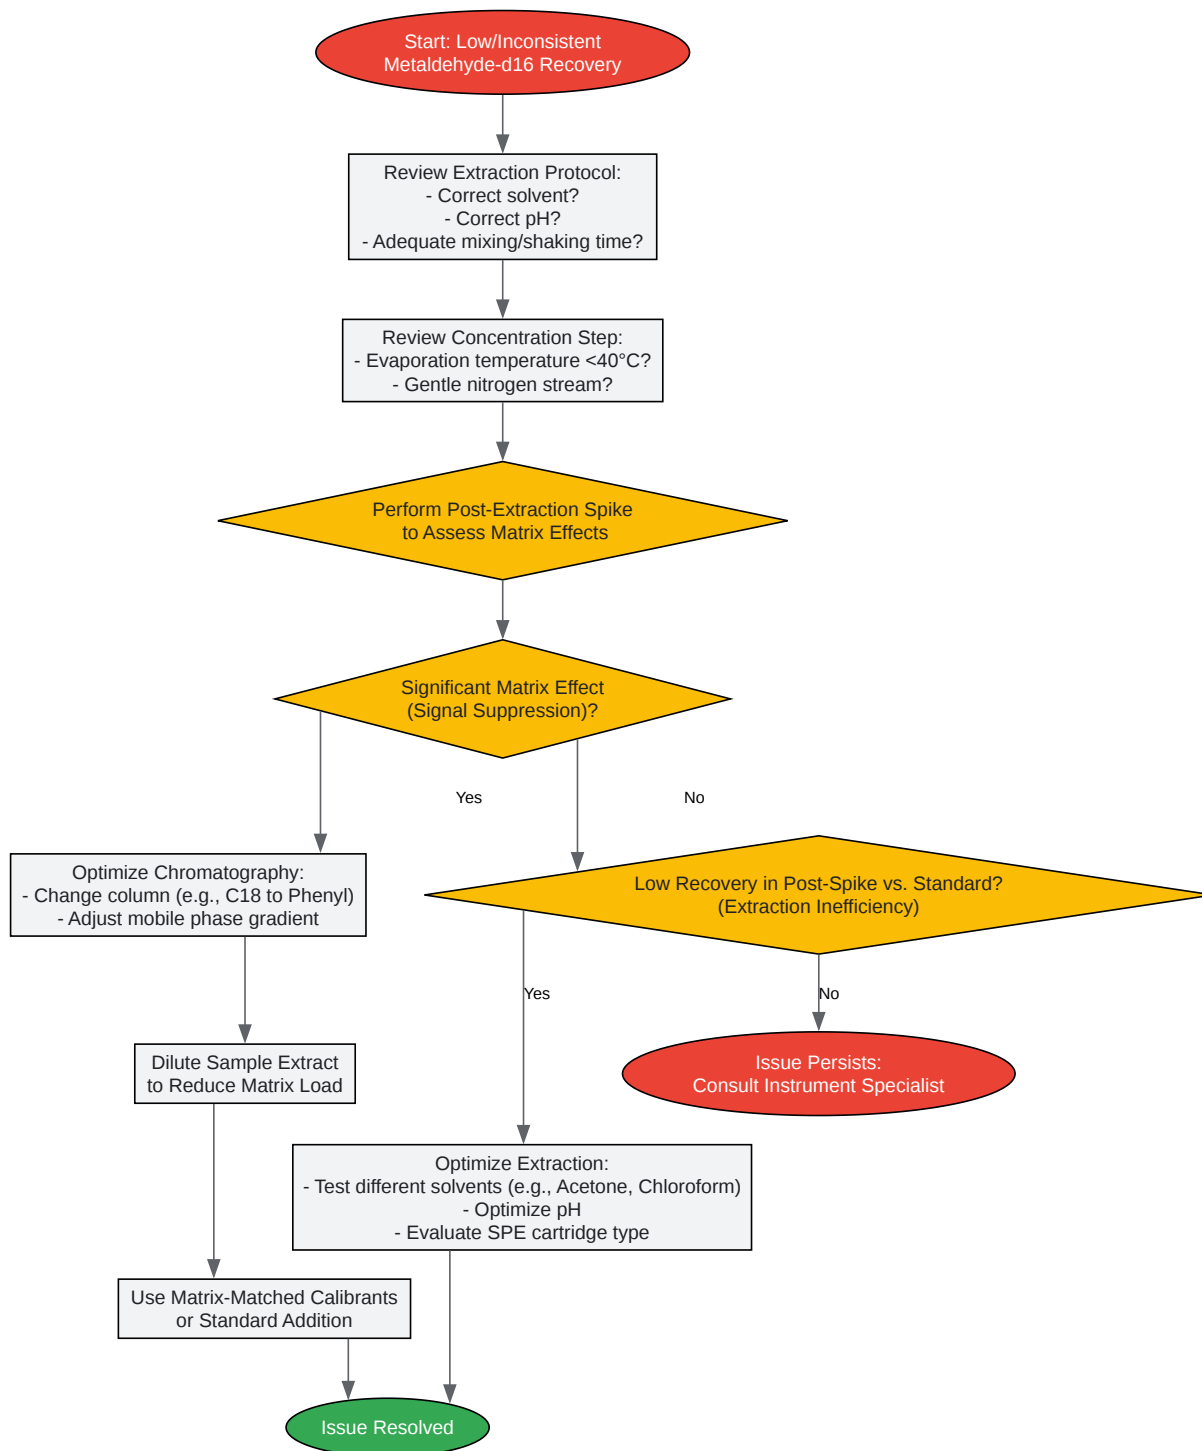 Start: Low/Inconsistent
Metaldehyde-d16 Recovery
Review Extraction Protocol:
- Correct solvent?
- Correct pH?
- Adequate mixing/shaking time?
Review Concentration Step:
- Evaporation temperature <40°C?
- Gentle nitrogen stream?
Perform Post-Extraction Spike
to Assess Matrix Effects
Significant Matrix Effect
(Signal Suppression)?
Yes
No
Optimize Chromatography:
- Change column (e.g., C18 to Phenyl)
- Adjust mobile phase gradient
Low Recovery in Post-Spike vs. Standard?
(Extraction Inefficiency)
Yes
No
Dilute Sample Extract
to Reduce Matrix Load
Issue Persists:
Consult Instrument Specialist
Optimize Extraction:
- Test different solvents (e.g., Acetone, Chloroform)
- Optimize pH
- Evaluate SPE cartridge type
Use Matrix-Matched Calibrants
or Standard Addition
Issue Resolved